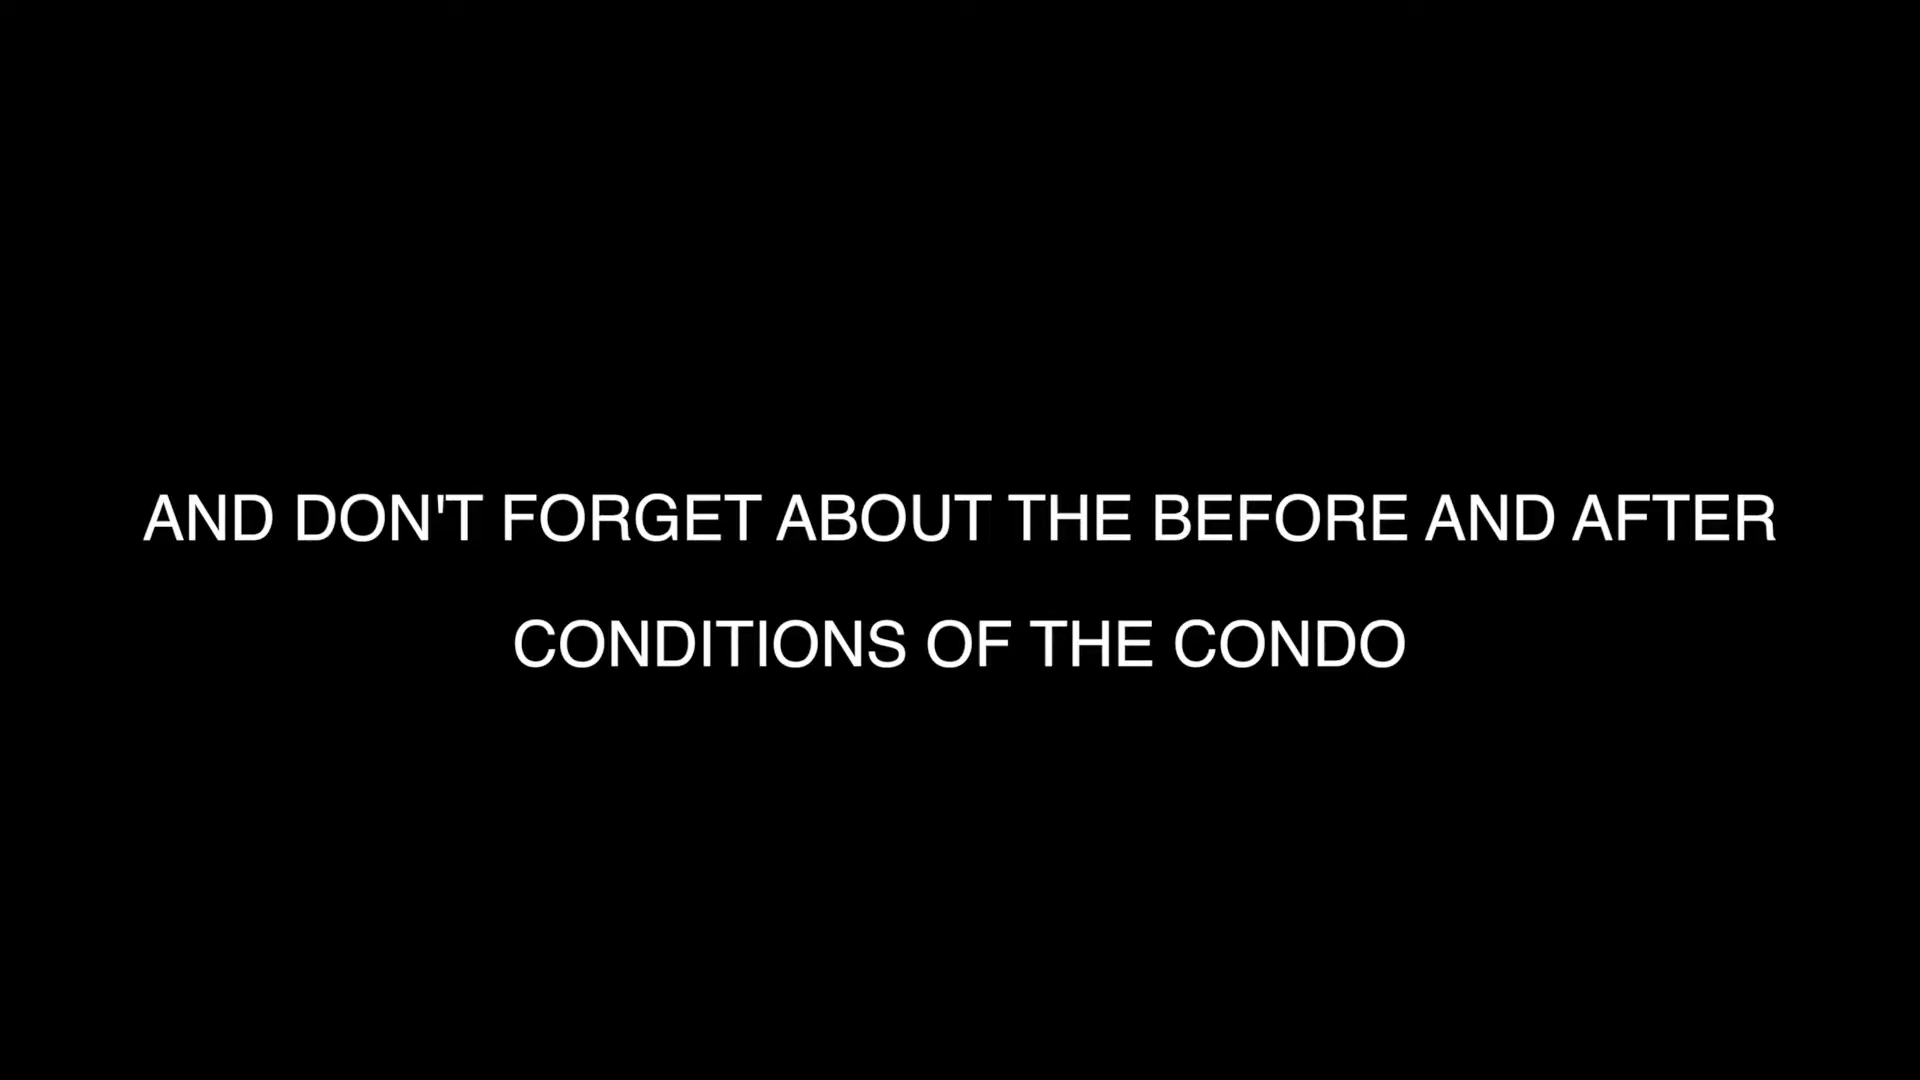 AND DON'T FORGET ABOUT THE BEFORE AND AFTER
CONDITIONS OF THE CONDO